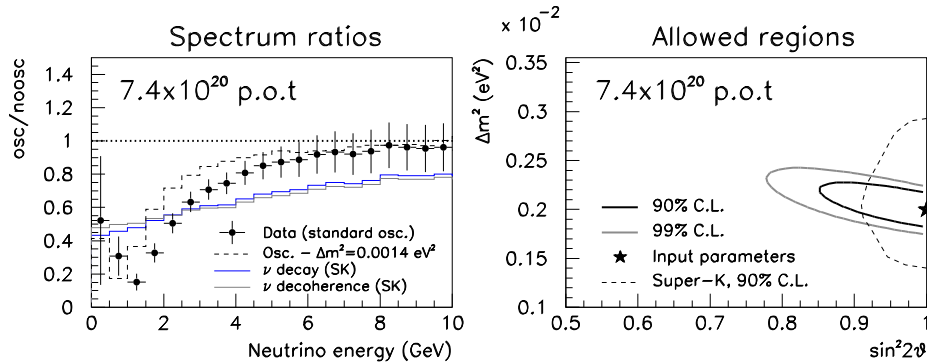 Spectrum ratios
osc/noosc
1.4
1.2
1
0.8
0.6
0.4
0.2
0
7.4x10²⁰ p.o.t
Data (standard osc.)
Osc. - Δm²=0.0014 eV²
ν decay (SK)
ν decoherence (SK)
0 2 4 6 8 10
Neutrino energy (GeV)
x 10⁻²
Allowed regions
Δm² (eV²)
0.35
0.3
0.25
0.2
0.15
0.1
7.4x10²⁰ p.o.t
90% C.L.
99% C.L.
Input parameters
Super-K, 90% C.L.
0.5 0.6 0.7 0.8 0.9 1
sin²2ϑ